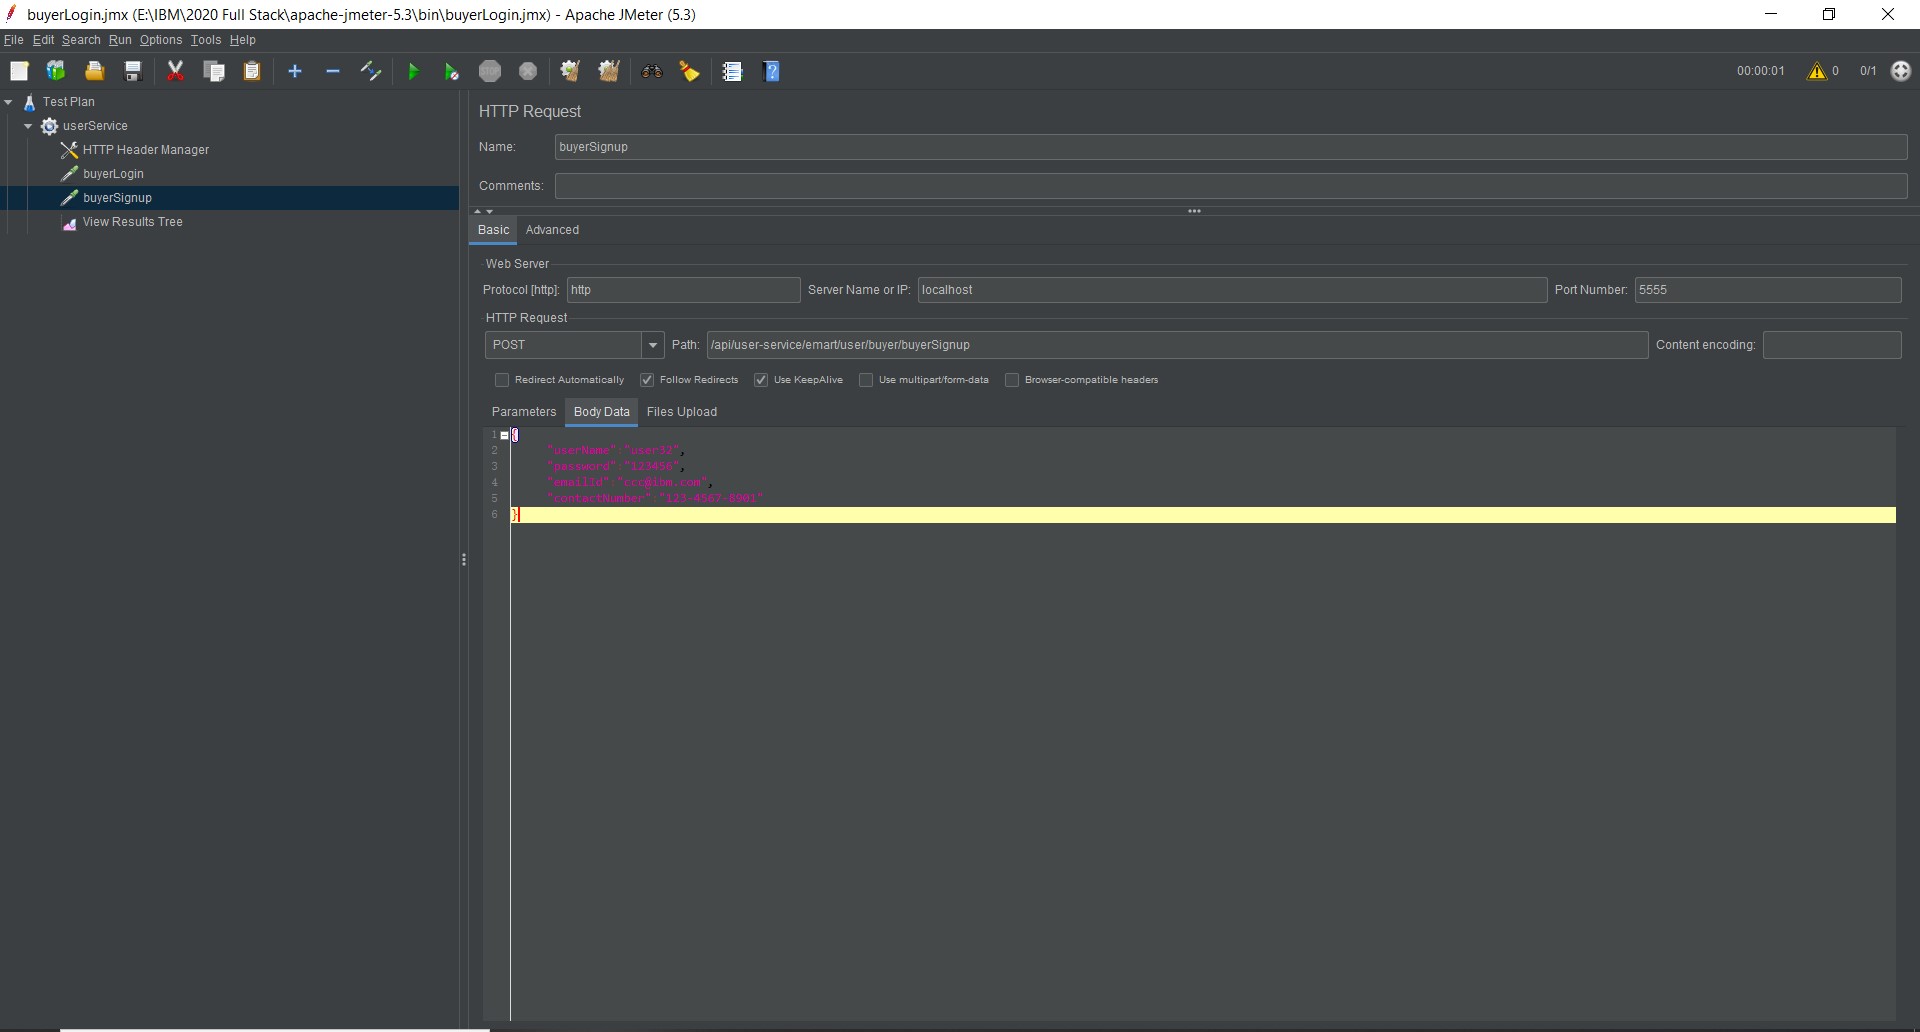 buyerLogin.jmx (E:\IBM\2020 Full Stack\apache-jmeter-5.3\bin\buyerLogin.jmx) - Apache JMeter (5.3)
File Edit Search Run Options Tools Help
STOP
00:00:01 0 0/1
Test Plan
userService
HTTP Header Manager
buyerLogin
buyerSignup
View Results Tree
HTTP Request
Name: buyerSignup
Comments:
Basic Advanced
Web Server
Protocol [http]: http Server Name or IP: localhost Port Number: 5555
HTTP Request
POST Path: /api/user-service/emart/user/buyer/buyerSignup Content encoding:
Redirect Automatically Follow Redirects Use KeepAlive Use multipart/form-data Browser-compatible headers
Parameters Body Data Files Upload
1 {
2 "userName":"user32",
3 "password":"123456",
4 "emailId":"ccc@ibm.com",
5 "contactNumber":"123-4567-8901"
6 }